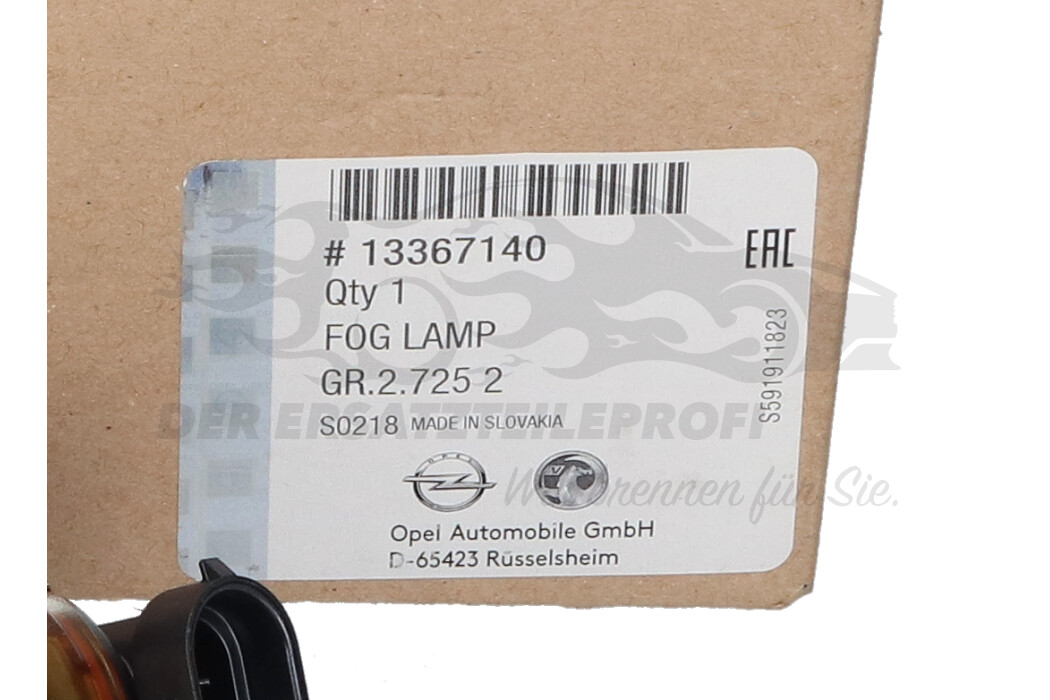 # 13367140
EAC
Qty 1
FOG LAMP
GR.2.725 2
S0218 MADE IN SLOVAKIA
S591911823
DER ERSATZTEILEPROFI
Wir brennen für Sie.
OPEL
Opel Automobile GmbH
D-65423 Rüsselsheim